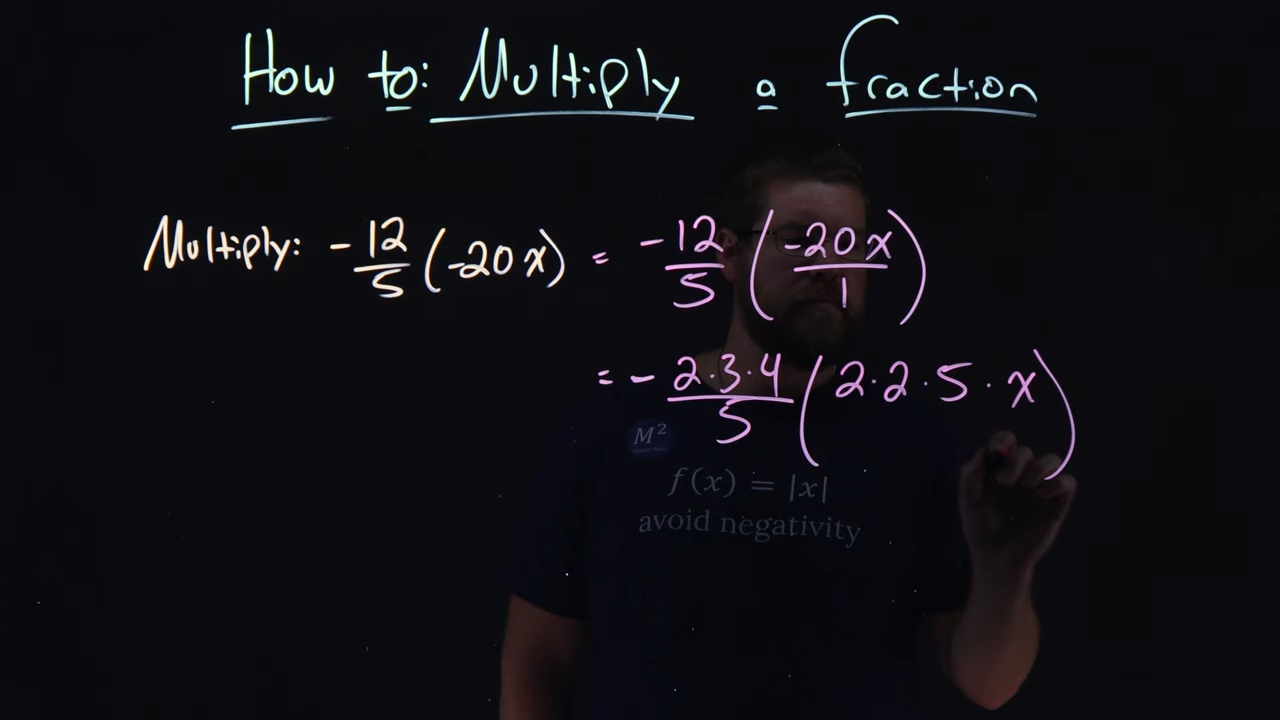 How to: Multiply a fraction
Multiply: -12/5 (-20x) = -12/5 (-20x/1)
= - 2·3·4/5 (2·2·5·x)
M²
f(x) = |x|
avoid negativity